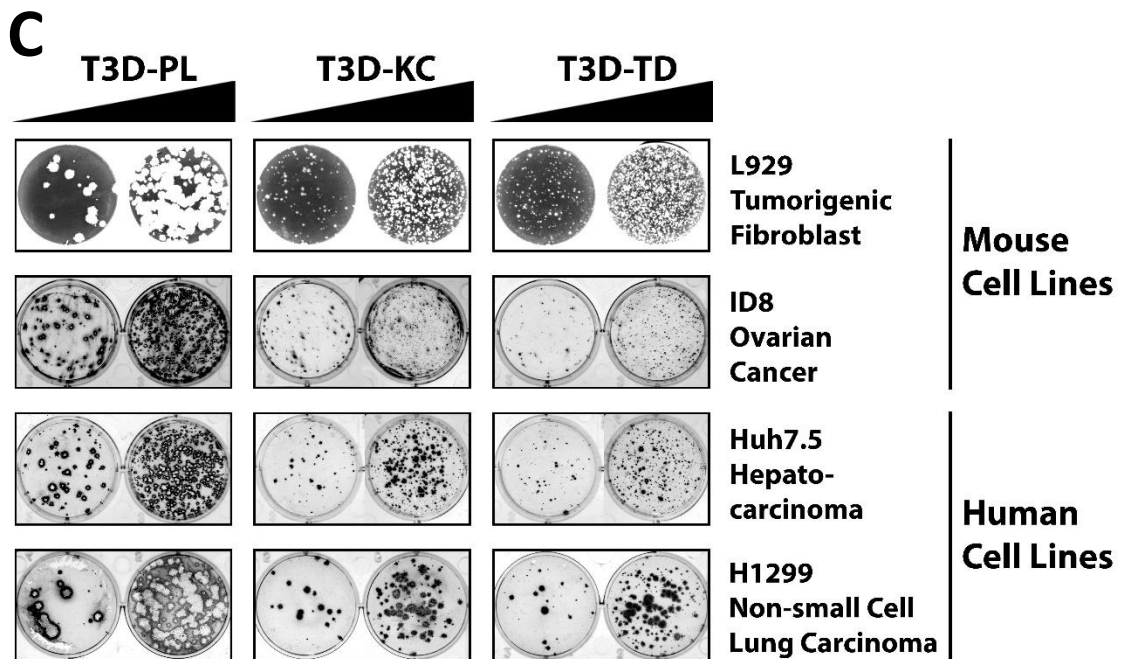 C
T3D-PL
T3D-KC
T3D-TD
L929
Tumorigenic
Fibroblast
ID8
Ovarian
Cancer
Mouse
Cell Lines
Huh7.5
Hepato-
carcinoma
H1299
Non-small Cell
Lung Carcinoma
Human
Cell Lines